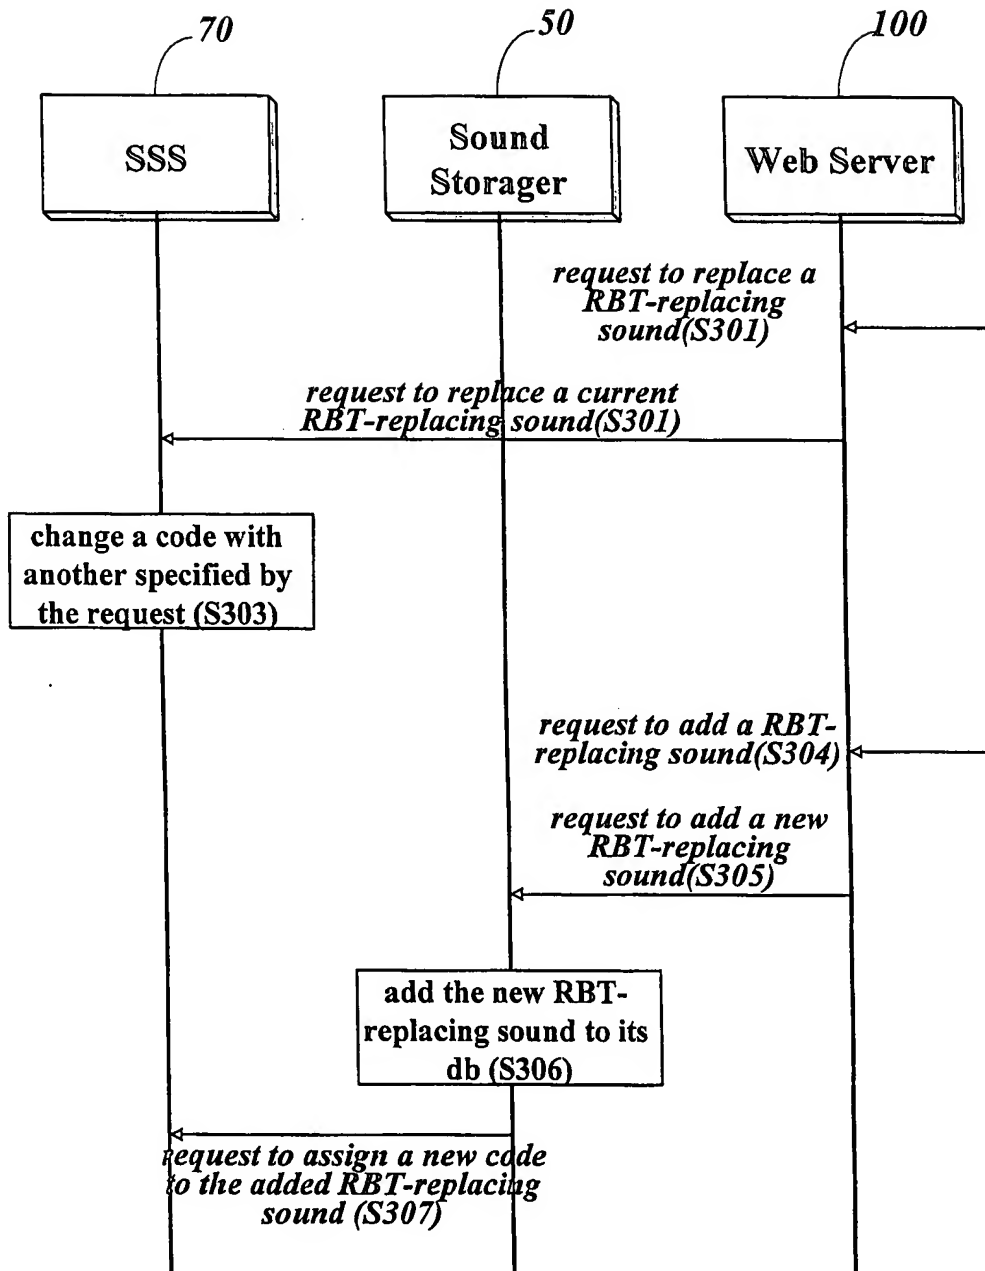 70
50
100
SSS
Sound
Storager
Web Server
request to replace a
RBT-replacing
sound(S301)
request to replace a current
RBT-replacing sound(S301)
change a code with
another specified by
the request (S303)
request to add a RBT-
replacing sound(S304)
request to add a new
RBT-replacing
sound(S305)
add the new RBT-
replacing sound to its
db (S306)
request to assign a new code
to the added RBT-replacing
sound (S307)